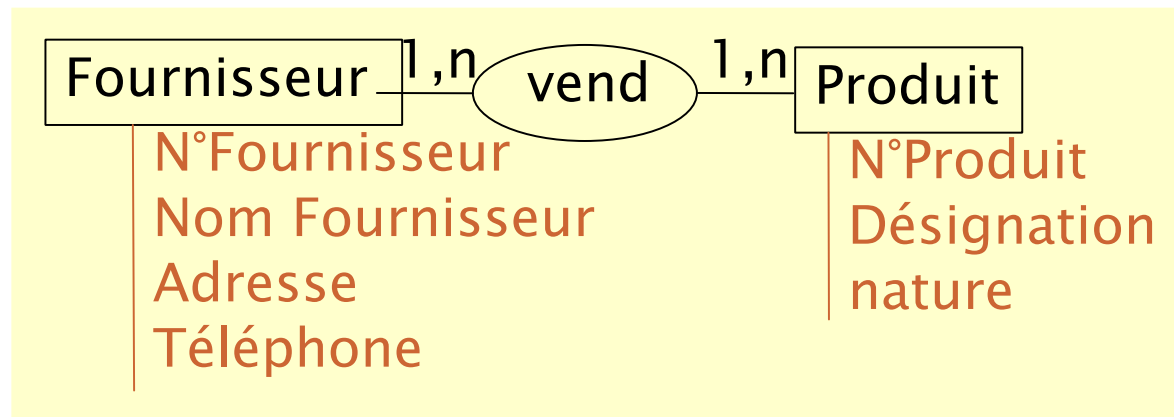 Fournisseur 1,n vend 1,n Produit
N°Fournisseur
Nom Fournisseur
Adresse
Téléphone
N°Produit
Désignation
nature